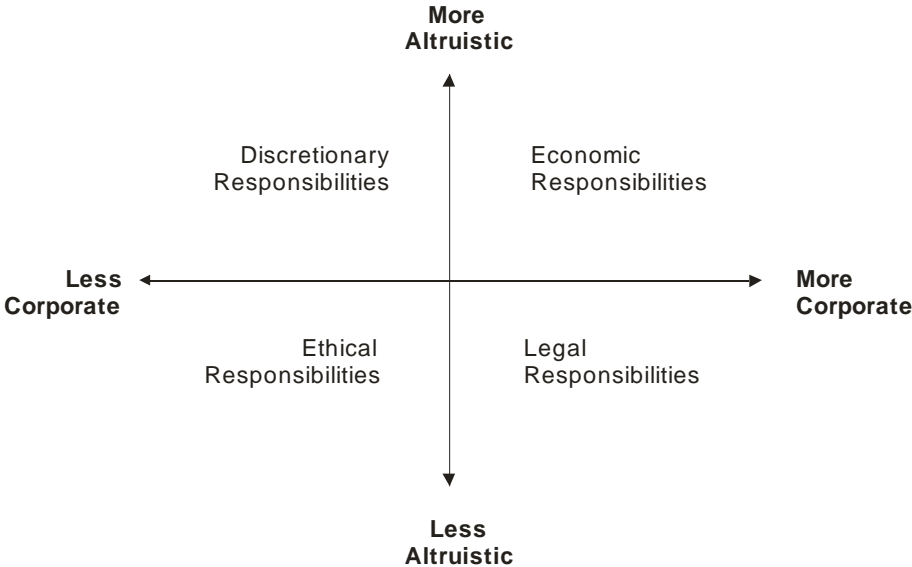 More
Altruistic
Discretionary
Responsibilities
Economic
Responsibilities
Less
Corporate
More
Corporate
Ethical
Responsibilities
Legal
Responsibilities
Less
Altruistic